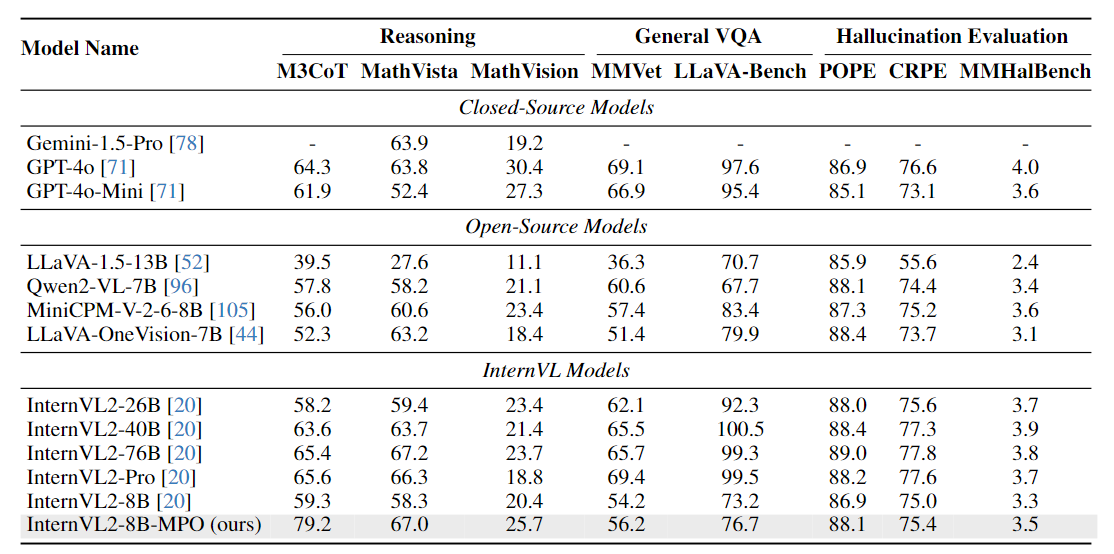 Model Name Reasoning General VQA Hallucination Evaluation
M3CoT MathVista MathVision MMVet LLaVA-Bench POPE CRPE MMHalBench
Closed-Source Models
Gemini-1.5-Pro [78] - 63.9 19.2 - - - - -
GPT-4o [71] 64.3 63.8 30.4 69.1 97.6 86.9 76.6 4.0
GPT-4o-Mini [71] 61.9 52.4 27.3 66.9 95.4 85.1 73.1 3.6
Open-Source Models
LLaVA-1.5-13B [52] 39.5 27.6 11.1 36.3 70.7 85.9 55.6 2.4
Qwen2-VL-7B [96] 57.8 58.2 21.1 60.6 67.7 88.1 74.4 3.4
MiniCPM-V-2-6-8B [105] 56.0 60.6 23.4 57.4 83.4 87.3 75.2 3.6
LLaVA-OneVision-7B [44] 52.3 63.2 18.4 51.4 79.9 88.4 73.7 3.1
InternVL Models
InternVL2-26B [20] 58.2 59.4 23.4 62.1 92.3 88.0 75.6 3.7
InternVL2-40B [20] 63.6 63.7 21.4 65.5 100.5 88.4 77.3 3.9
InternVL2-76B [20] 65.4 67.2 23.7 65.7 99.3 89.0 77.8 3.8
InternVL2-Pro [20] 65.6 66.3 18.8 69.4 99.5 88.2 77.6 3.7
InternVL2-8B [20] 59.3 58.3 20.4 54.2 73.2 86.9 75.0 3.3
InternVL2-8B-MPO (ours) 79.2 67.0 25.7 56.2 76.7 88.1 75.4 3.5